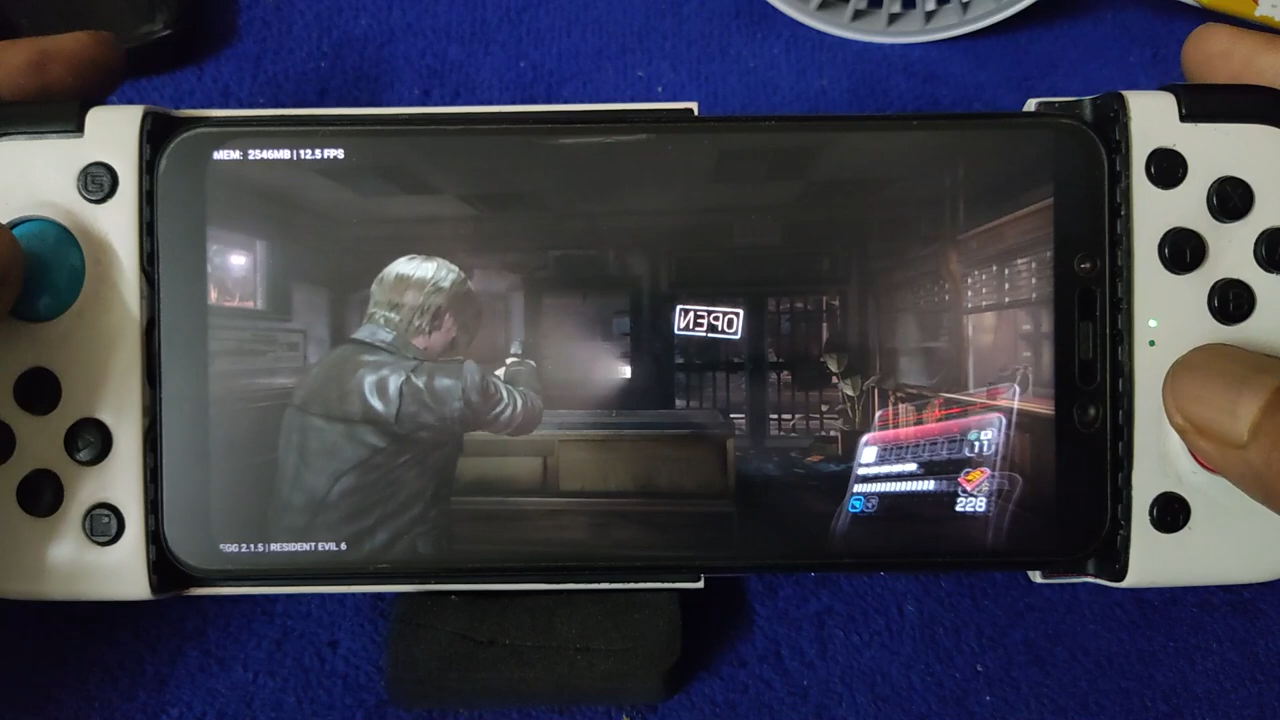 MEM: 2546MB | 12.5 FPS
OPEN
11
228
EGG 2.1.5 | RESIDENT EVIL 6
X